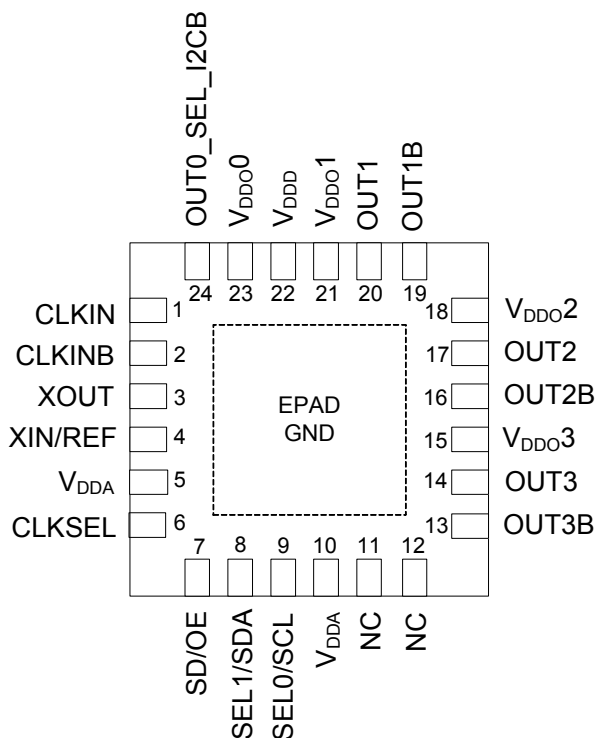 OUT0_SEL_I2CB
VDDO0
VDDD
VDDO1
OUT1
OUT1B
24
23
22
21
20
19
CLKIN
1
CLKINB
2
XOUT
3
XIN/REF
4
VDDA
5
CLKSEL
6
EPAD
GND
18
VDDO2
17
OUT2
16
OUT2B
15
VDDO3
14
OUT3
13
OUT3B
7
8
9
10
11
12
SD/OE
SEL1/SDA
SEL0/SCL
VDDA
NC
NC